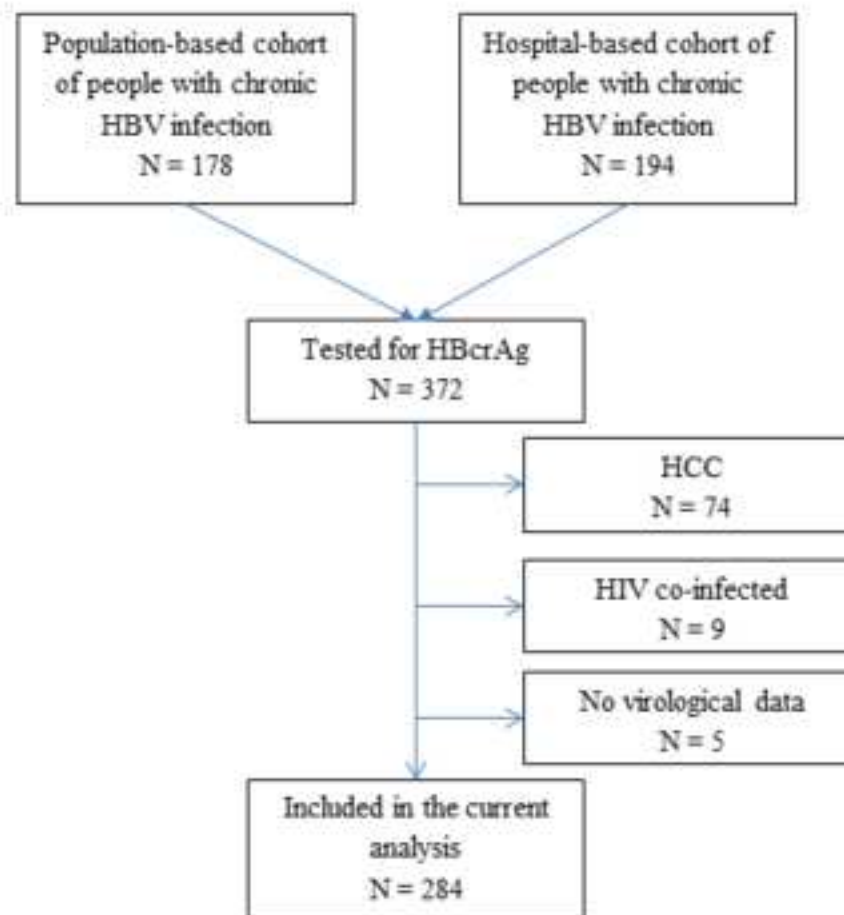 Population-based cohort
of people with chronic
HBV infection
N = 178
Hospital-based cohort of
people with chronic
HBV infection
N = 194
Tested for HBcrAg
N = 372
HCC
N = 74
HIV co-infected
N = 9
No virological data
N = 5
Included in the current
analysis
N = 284